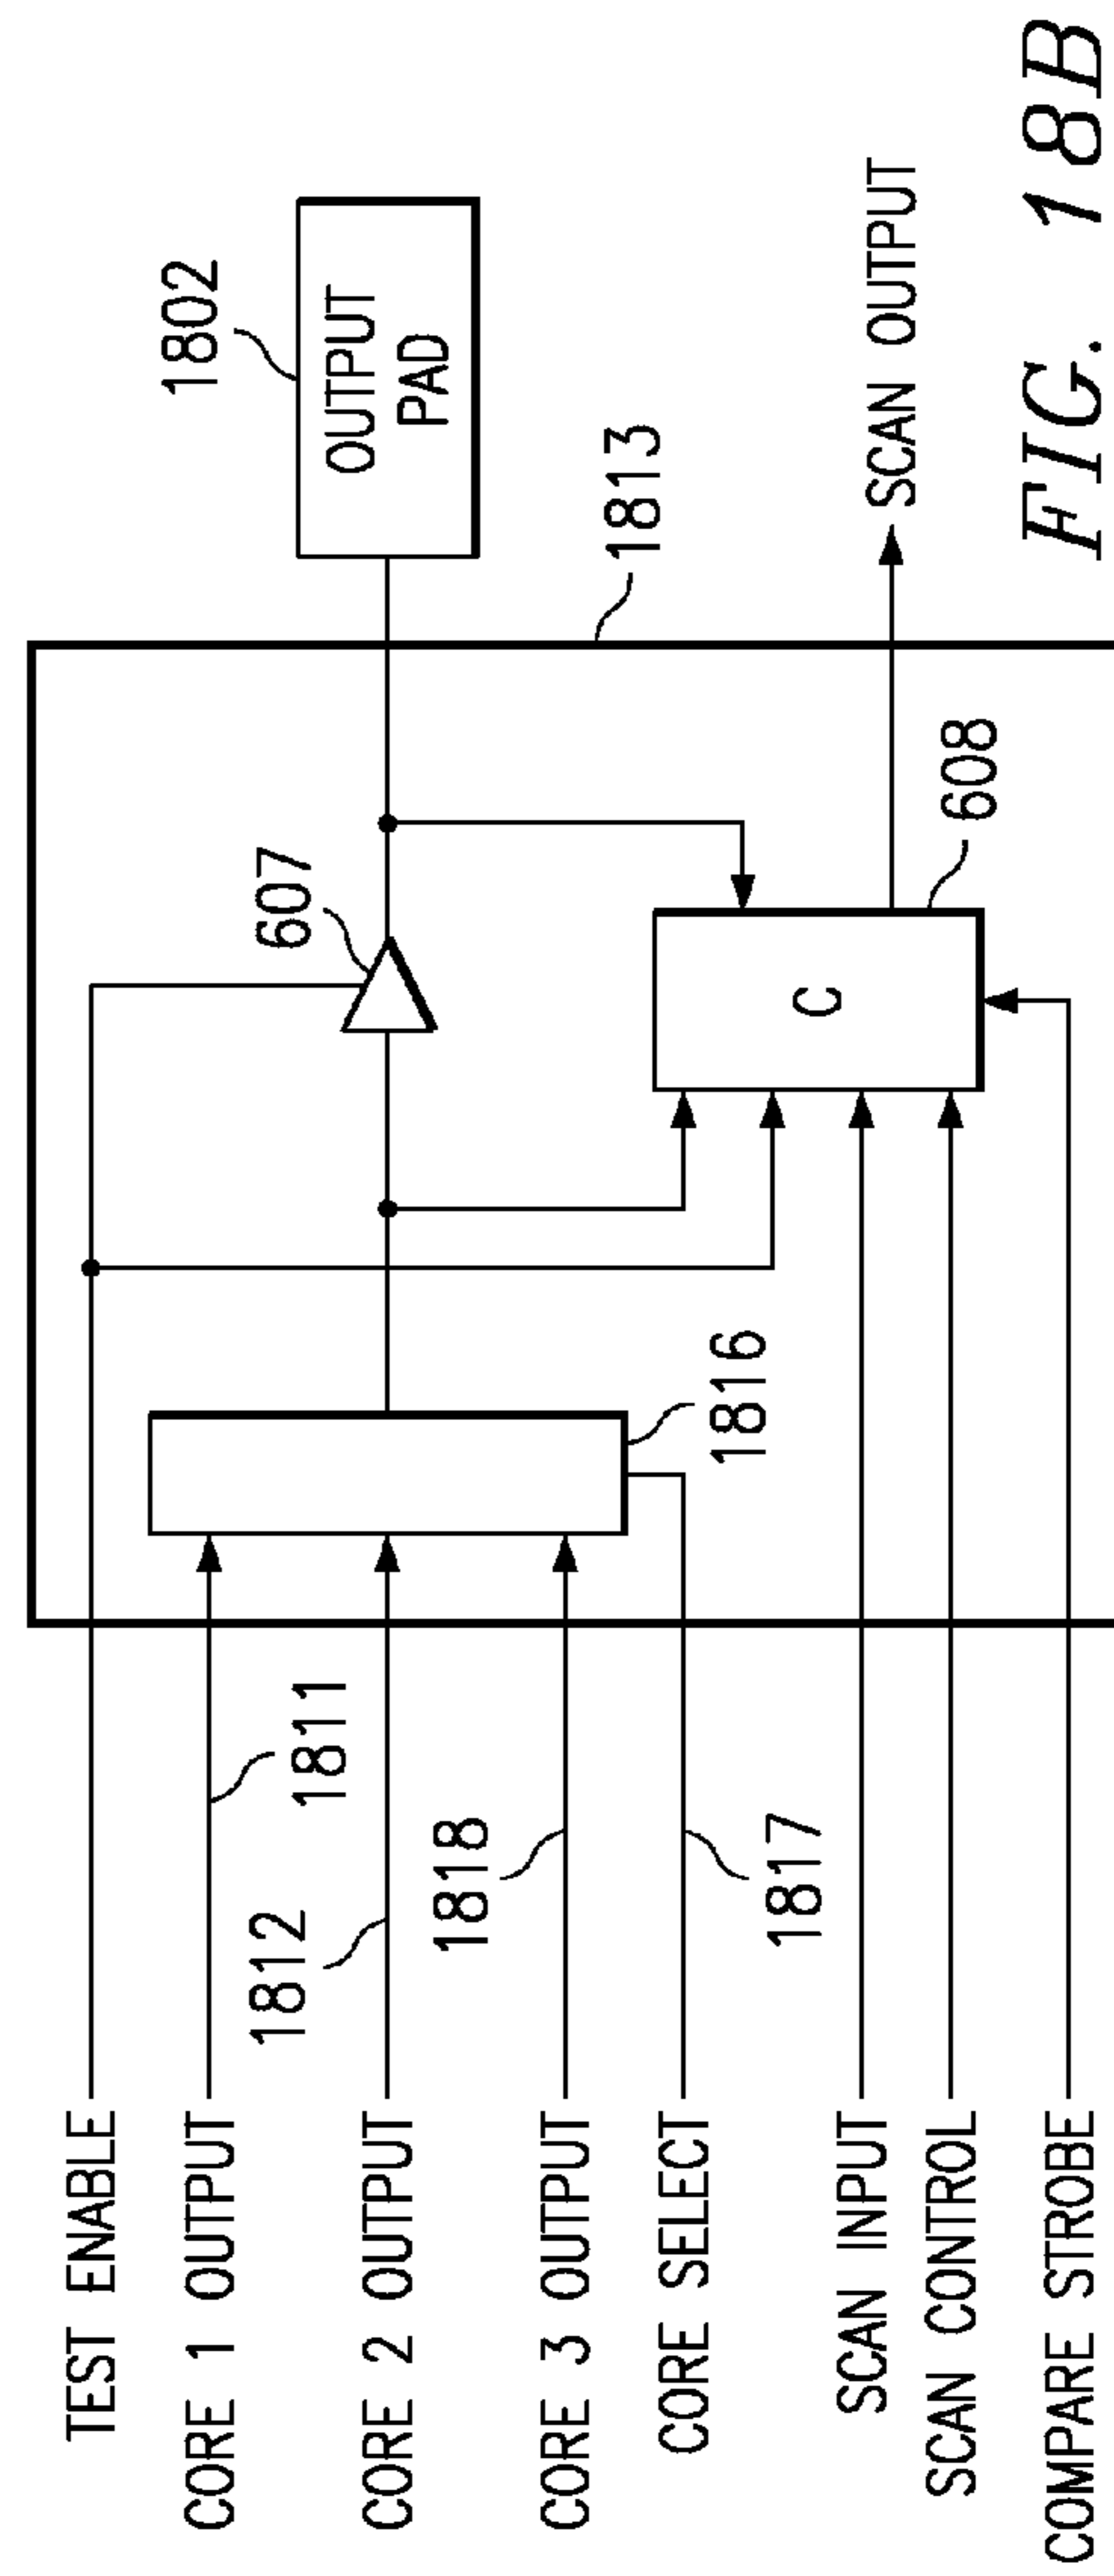 TEST ENABLE
CORE 1 OUTPUT
1811
CORE 2 OUTPUT
1812
CORE 3 OUTPUT
1818
CORE SELECT
1817
SCAN INPUT
SCAN CONTROL
COMPARE STROBE
1816
607
C
608
1813
1802
OUTPUT
PAD
SCAN OUTPUT
FIG. 18B